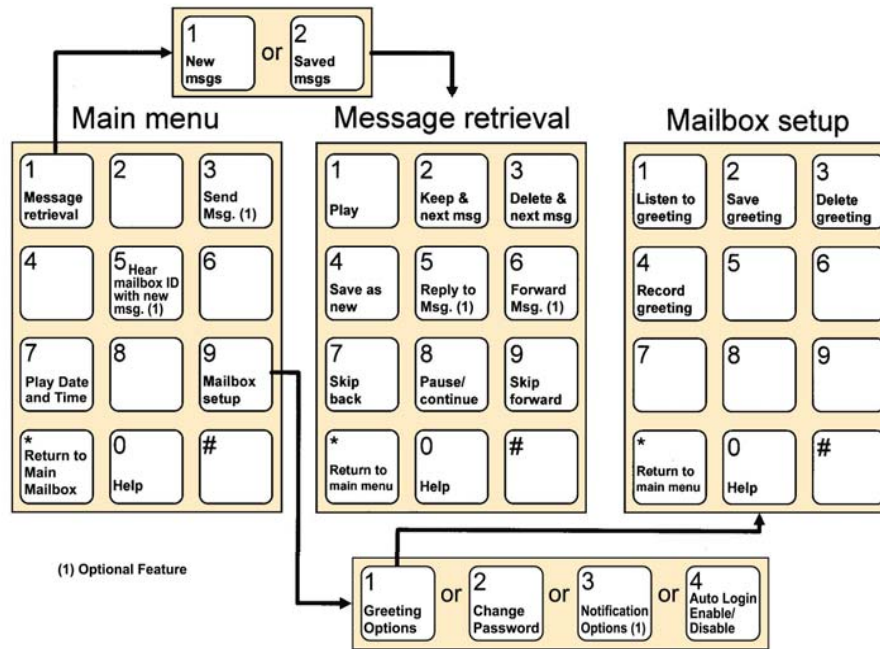 1
New
msgs
or
2
Saved
msgs
Main menu
1
Message
retrieval
2
3
Send
Msg. (1)
4
5 Hear
mailbox ID
with new
msg. (1)
6
7
Play Date
and Time
8
9
Mailbox
setup
*
Return to
Main
Mailbox
0
Help
#
(1) Optional Feature
Message retrieval
1
Play
2
Keep &
next msg
3
Delete &
next msg
4
Save as
new
5
Reply to
Msg. (1)
6
Forward
Msg. (1)
7
Skip
back
8
Pause/
continue
9
Skip
forward
*
Return to
main menu
0
Help
#
Mailbox setup
1
Listen to
greeting
2
Save
greeting
3
Delete
greeting
4
Record
greeting
5
6
7
8
9
*
Return to
main menu
0
Help
#
1
Greeting
Options
or
2
Change
Password
or
3
Notification
Options (1)
or
4
Auto Login
Enable/
Disable